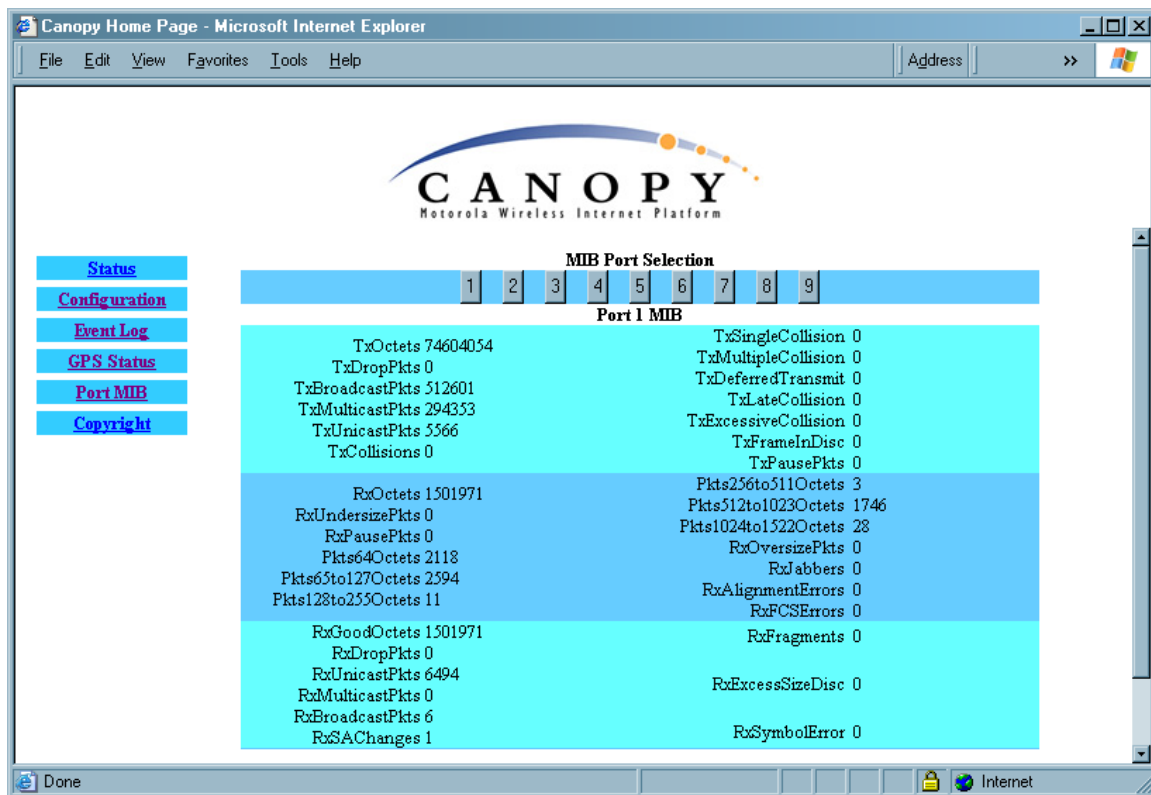 Canopy Home Page - Microsoft Internet Explorer
File Edit View Favorites Tools Help Address »
CANOPY
Motorola Wireless Internet Platform
Status
Configuration
Event Log
GPS Status
Port MIB
Copyright
MIB Port Selection
1 2 3 4 5 6 7 8 9
Port 1 MIB
TxOctets 74604054
TxDropPkts 0
TxBroadcastPkts 512601
TxMulticastPkts 294353
TxUnicastPkts 5566
TxCollisions 0
TxSingleCollision 0
TxMultipleCollision 0
TxDeferredTransmit 0
TxLateCollision 0
TxExcessiveCollision 0
TxFrameInDisc 0
TxPausePkts 0
RxOctets 1501971
RxUndersizePkts 0
RxPausePkts 0
Pkts64Octets 2118
Pkts65to127Octets 2594
Pkts128to255Octets 11
Pkts256to511Octets 3
Pkts512to1023Octets 1746
Pkts1024to1522Octets 28
RxOversizePkts 0
RxJabbers 0
RxAlignmentErrors 0
RxFCSErrors 0
RxGoodOctets 1501971
RxDropPkts 0
RxUnicastPkts 6494
RxMulticastPkts 0
RxBroadcastPkts 6
RxSAChanges 1
RxFragments 0
RxExcessSizeDisc 0
RxSymbolError 0
Done Internet